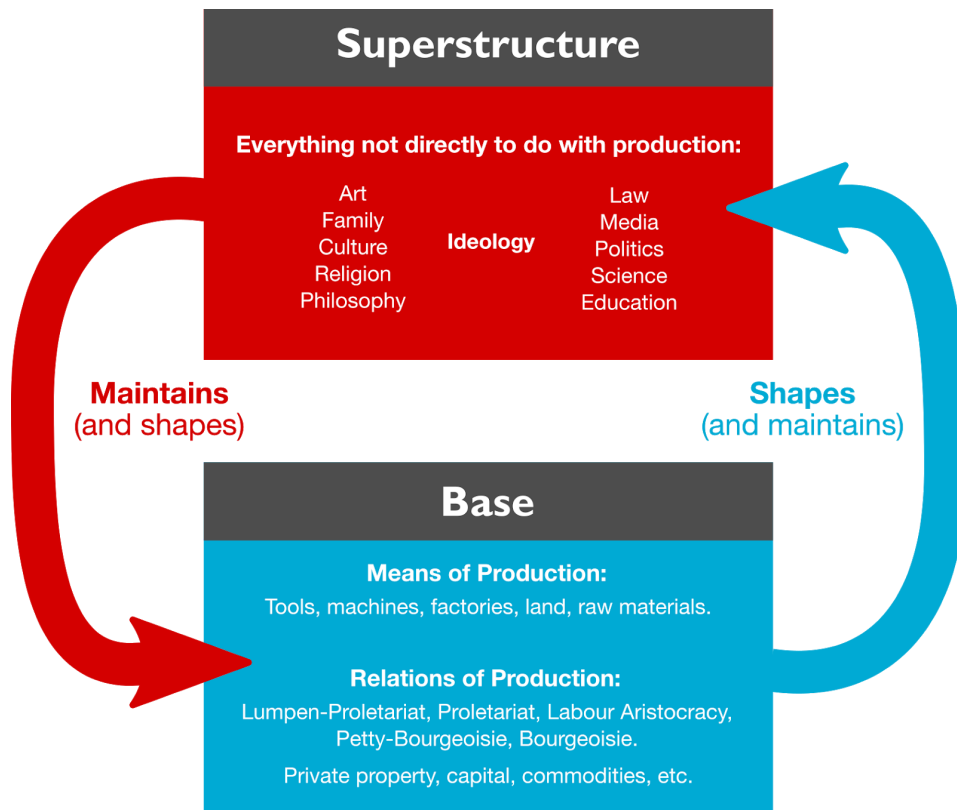 Superstructure
Everything not directly to do with production:
Art
Family
Culture
Religion
Philosophy
Ideology
Law
Media
Politics
Science
Education
Maintains
(and shapes)
Shapes
(and maintains)
Base
Means of Production:
Tools, machines, factories, land, raw materials.
Relations of Production:
Lumpen-Proletariat, Proletariat, Labour Aristocracy,
Petty-Bourgeoisie, Bourgeoisie.
Private property, capital, commodities, etc.